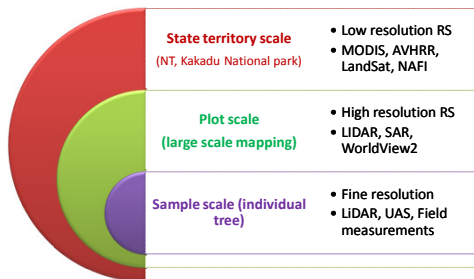 State territory scale
(NT, Kakadu National park)
• Low resolution RS
• MODIS, AVHRR,
LandSat, NAFI
Plot scale
(large scale mapping)
• High resolution RS
• LIDAR, SAR,
WorldView2
Sample scale (individual
tree)
• Fine resolution
• LiDAR, UAS, Field
measurements